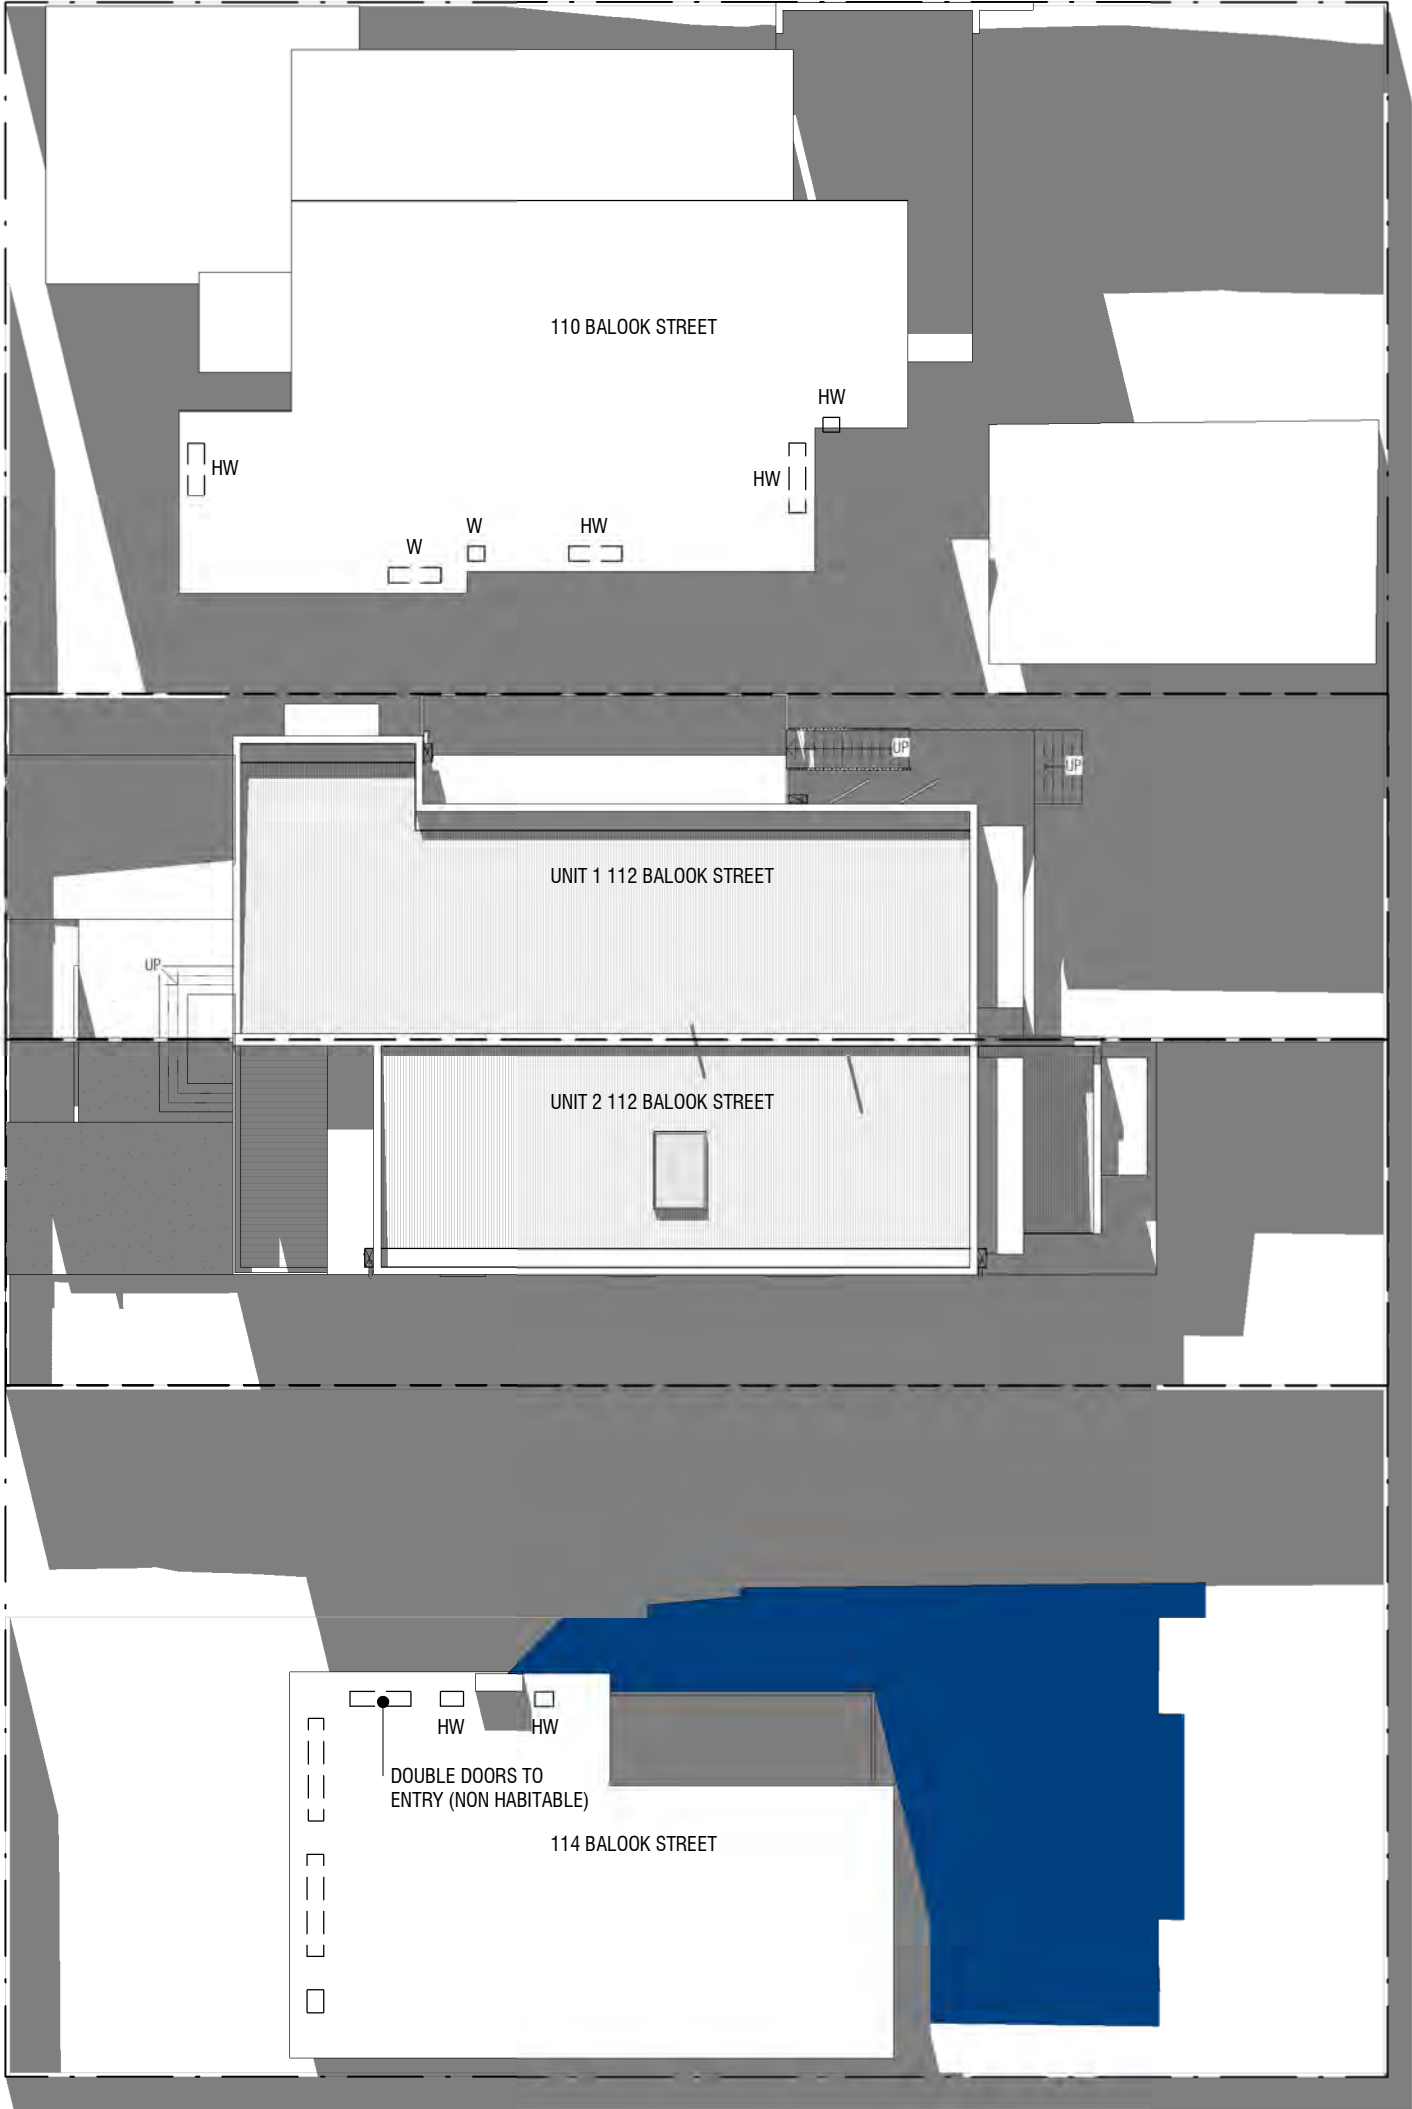 110 BALOOK STREET
HW
HW
HW
W
HW
W
UP
UP
UNIT 1 112 BALOOK STREET
UP
UNIT 2 112 BALOOK STREET
HW
HW
DOUBLE DOORS TO
ENTRY (NON HABITABLE)
114 BALOOK STREET